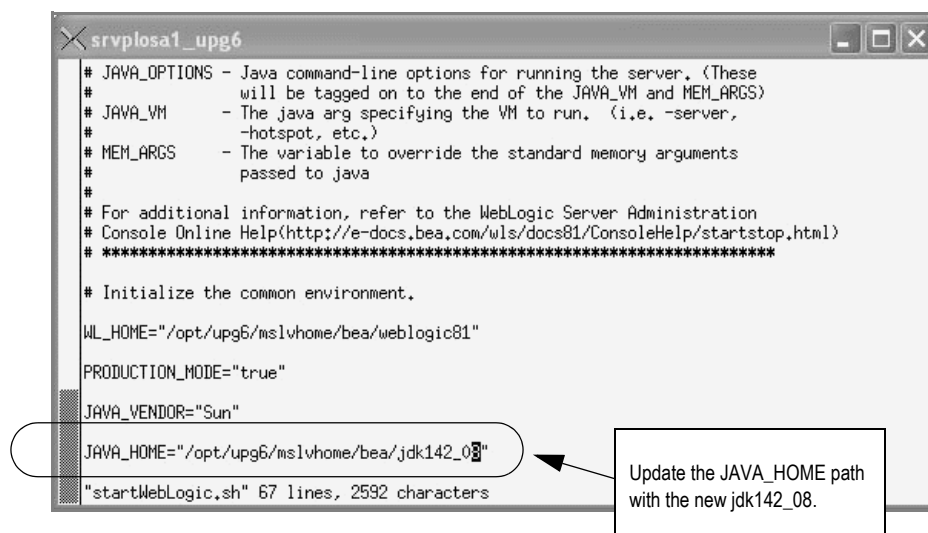 srvplosa1_upg6
# JAVA_OPTIONS - Java command-line options for running the server. (These
#                will be tagged on to the end of the JAVA_VM and MEM_ARGS)
# JAVA_VM      - The java arg specifying the VM to run.  (i.e. -server,
#                -hotspot, etc.)
# MEM_ARGS     - The variable to override the standard memory arguments
#                passed to java
#
# For additional information, refer to the WebLogic Server Administration
# Console Online Help(http://e-docs.bea.com/wls/docs81/ConsoleHelp/startstop.html)
# *************************************************************************
# Initialize the common environment.
WL_HOME="/opt/upg6/mslvhome/bea/weblogic81"
PRODUCTION_MODE="true"
JAVA_VENDOR="Sun"
JAVA_HOME="/opt/upg6/mslvhome/bea/jdk142_08"
"startWebLogic.sh" 67 lines, 2592 characters
Update the JAVA_HOME path
with the new jdk142_08.